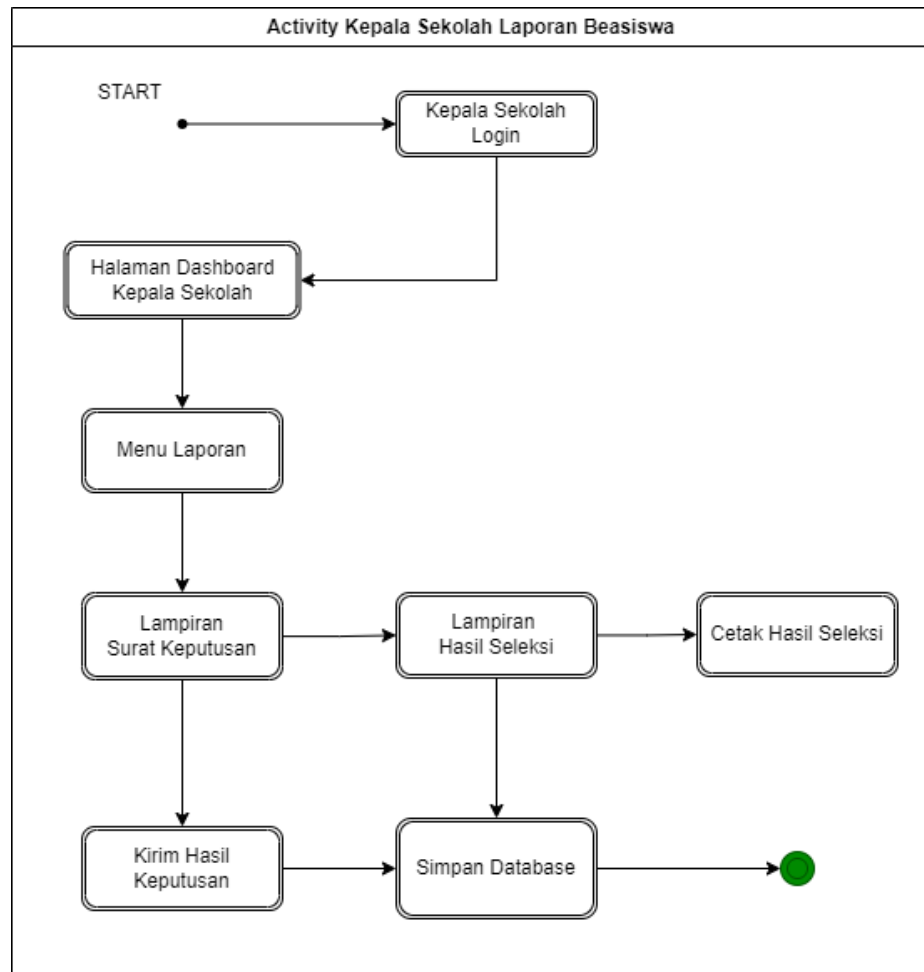 Activity Kepala Sekolah Laporan Beasiswa
START
Kepala Sekolah
Login
Halaman Dashboard
Kepala Sekolah
Menu Laporan
Lampiran
Surat Keputusan
Lampiran
Hasil Seleksi
Cetak Hasil Seleksi
Kirim Hasil
Keputusan
Simpan Database